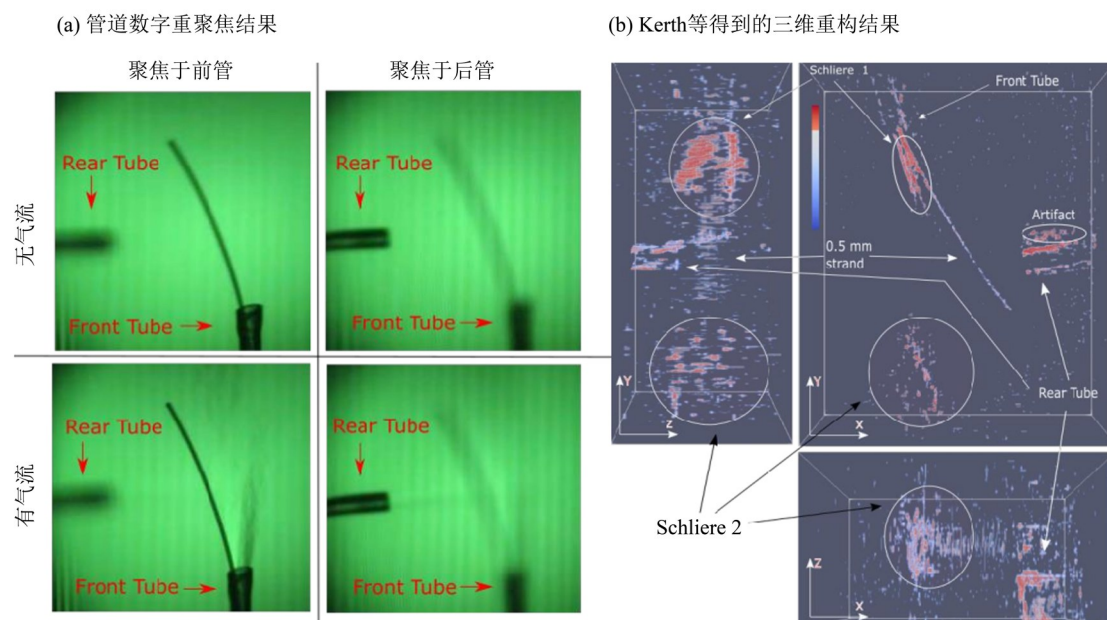 (a) 管道数字重聚焦结果
聚焦于前管
聚焦于后管
无气流
Rear Tube
Front Tube
Rear Tube
Front Tube
有气流
Rear Tube
Front Tube
Rear Tube
Front Tube
(b) Kerth等得到的三维重构结果
Schliere 1
Front Tube
Artifact
0.5 mm
strand
Rear Tube
Y
z
Y
x
Schliere 2
Z
x